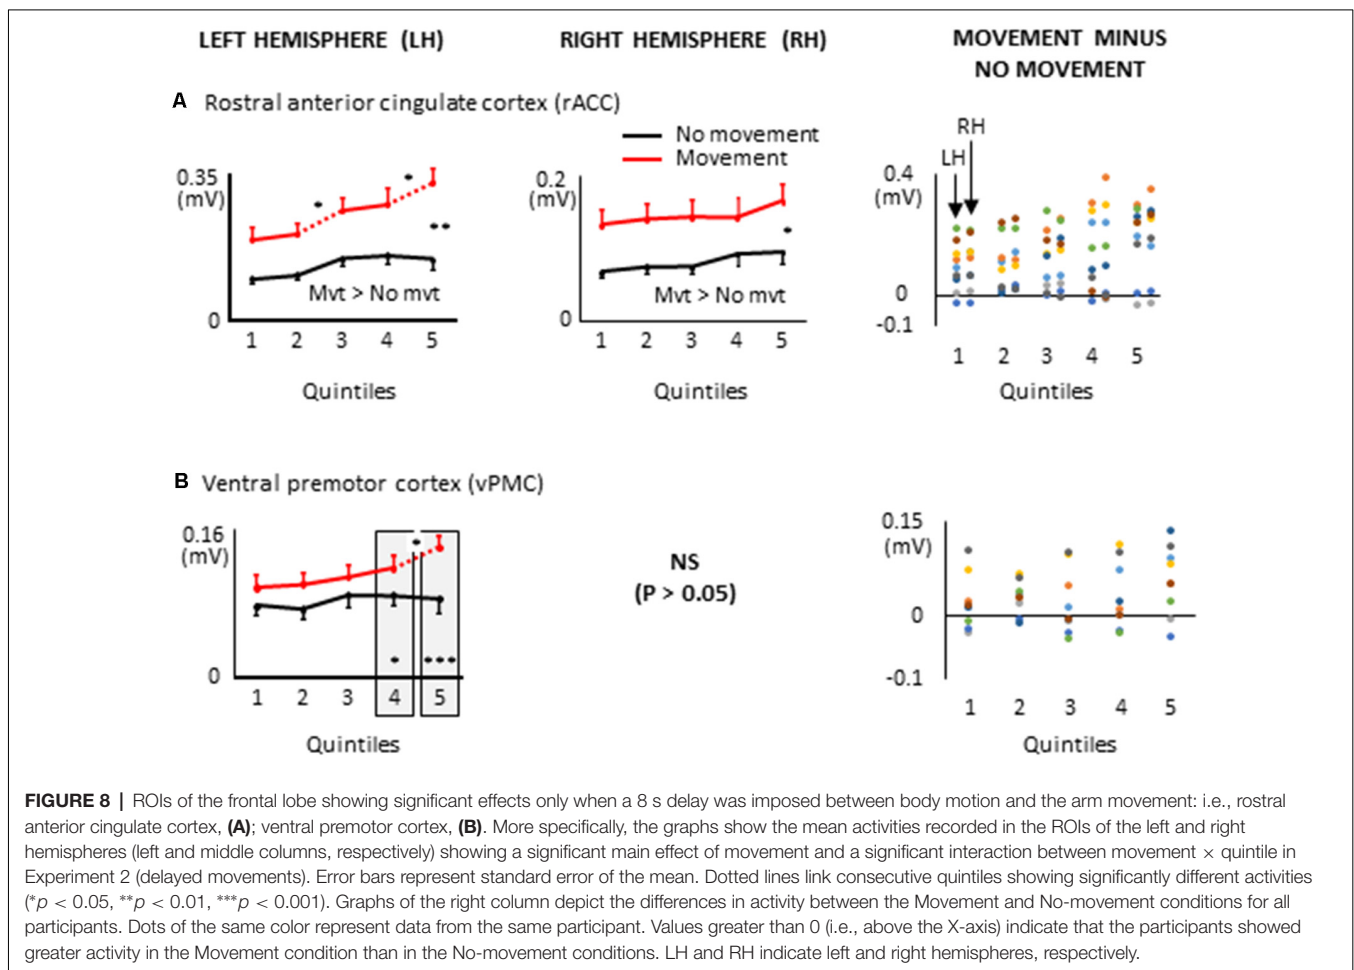 LEFT HEMISPHERE (LH)
RIGHT HEMISPHERE (RH)
MOVEMENT MINUS
NO MOVEMENT
A Rostral anterior cingulate cortex (rACC)
No movement
Movement
0.35
(mV)
0
Mvt > No mvt
1 2 3 4 5
Quintiles
0.2
(mV)
0
Mvt > No mvt
1 2 3 4 5
Quintiles
RH
LH
0.4
(mV)
0
-0.1
1 2 3 4 5
Quintiles
B Ventral premotor cortex (vPMC)
0.16
(mV)
0
1 2 3 4 5
Quintiles
NS
(P > 0.05)
0.15
(mV)
0
-0.1
1 2 3 4 5
Quintiles
FIGURE 8 | ROIs of the frontal lobe showing significant effects only when a 8 s delay was imposed between body motion and the arm movement: i.e., rostral
anterior cingulate cortex, (A); ventral premotor cortex, (B). More specifically, the graphs show the mean activities recorded in the ROIs of the left and right
hemispheres (left and middle columns, respectively) showing a significant main effect of movement and a significant interaction between movement × quintile in
Experiment 2 (delayed movements). Error bars represent standard error of the mean. Dotted lines link consecutive quintiles showing significantly different activities
(*p < 0.05, **p < 0.01, ***p < 0.001). Graphs of the right column depict the differences in activity between the Movement and No-movement conditions for all
participants. Dots of the same color represent data from the same participant. Values greater than 0 (i.e., above the X-axis) indicate that the participants showed
greater activity in the Movement condition than in the No-movement conditions. LH and RH indicate left and right hemispheres, respectively.